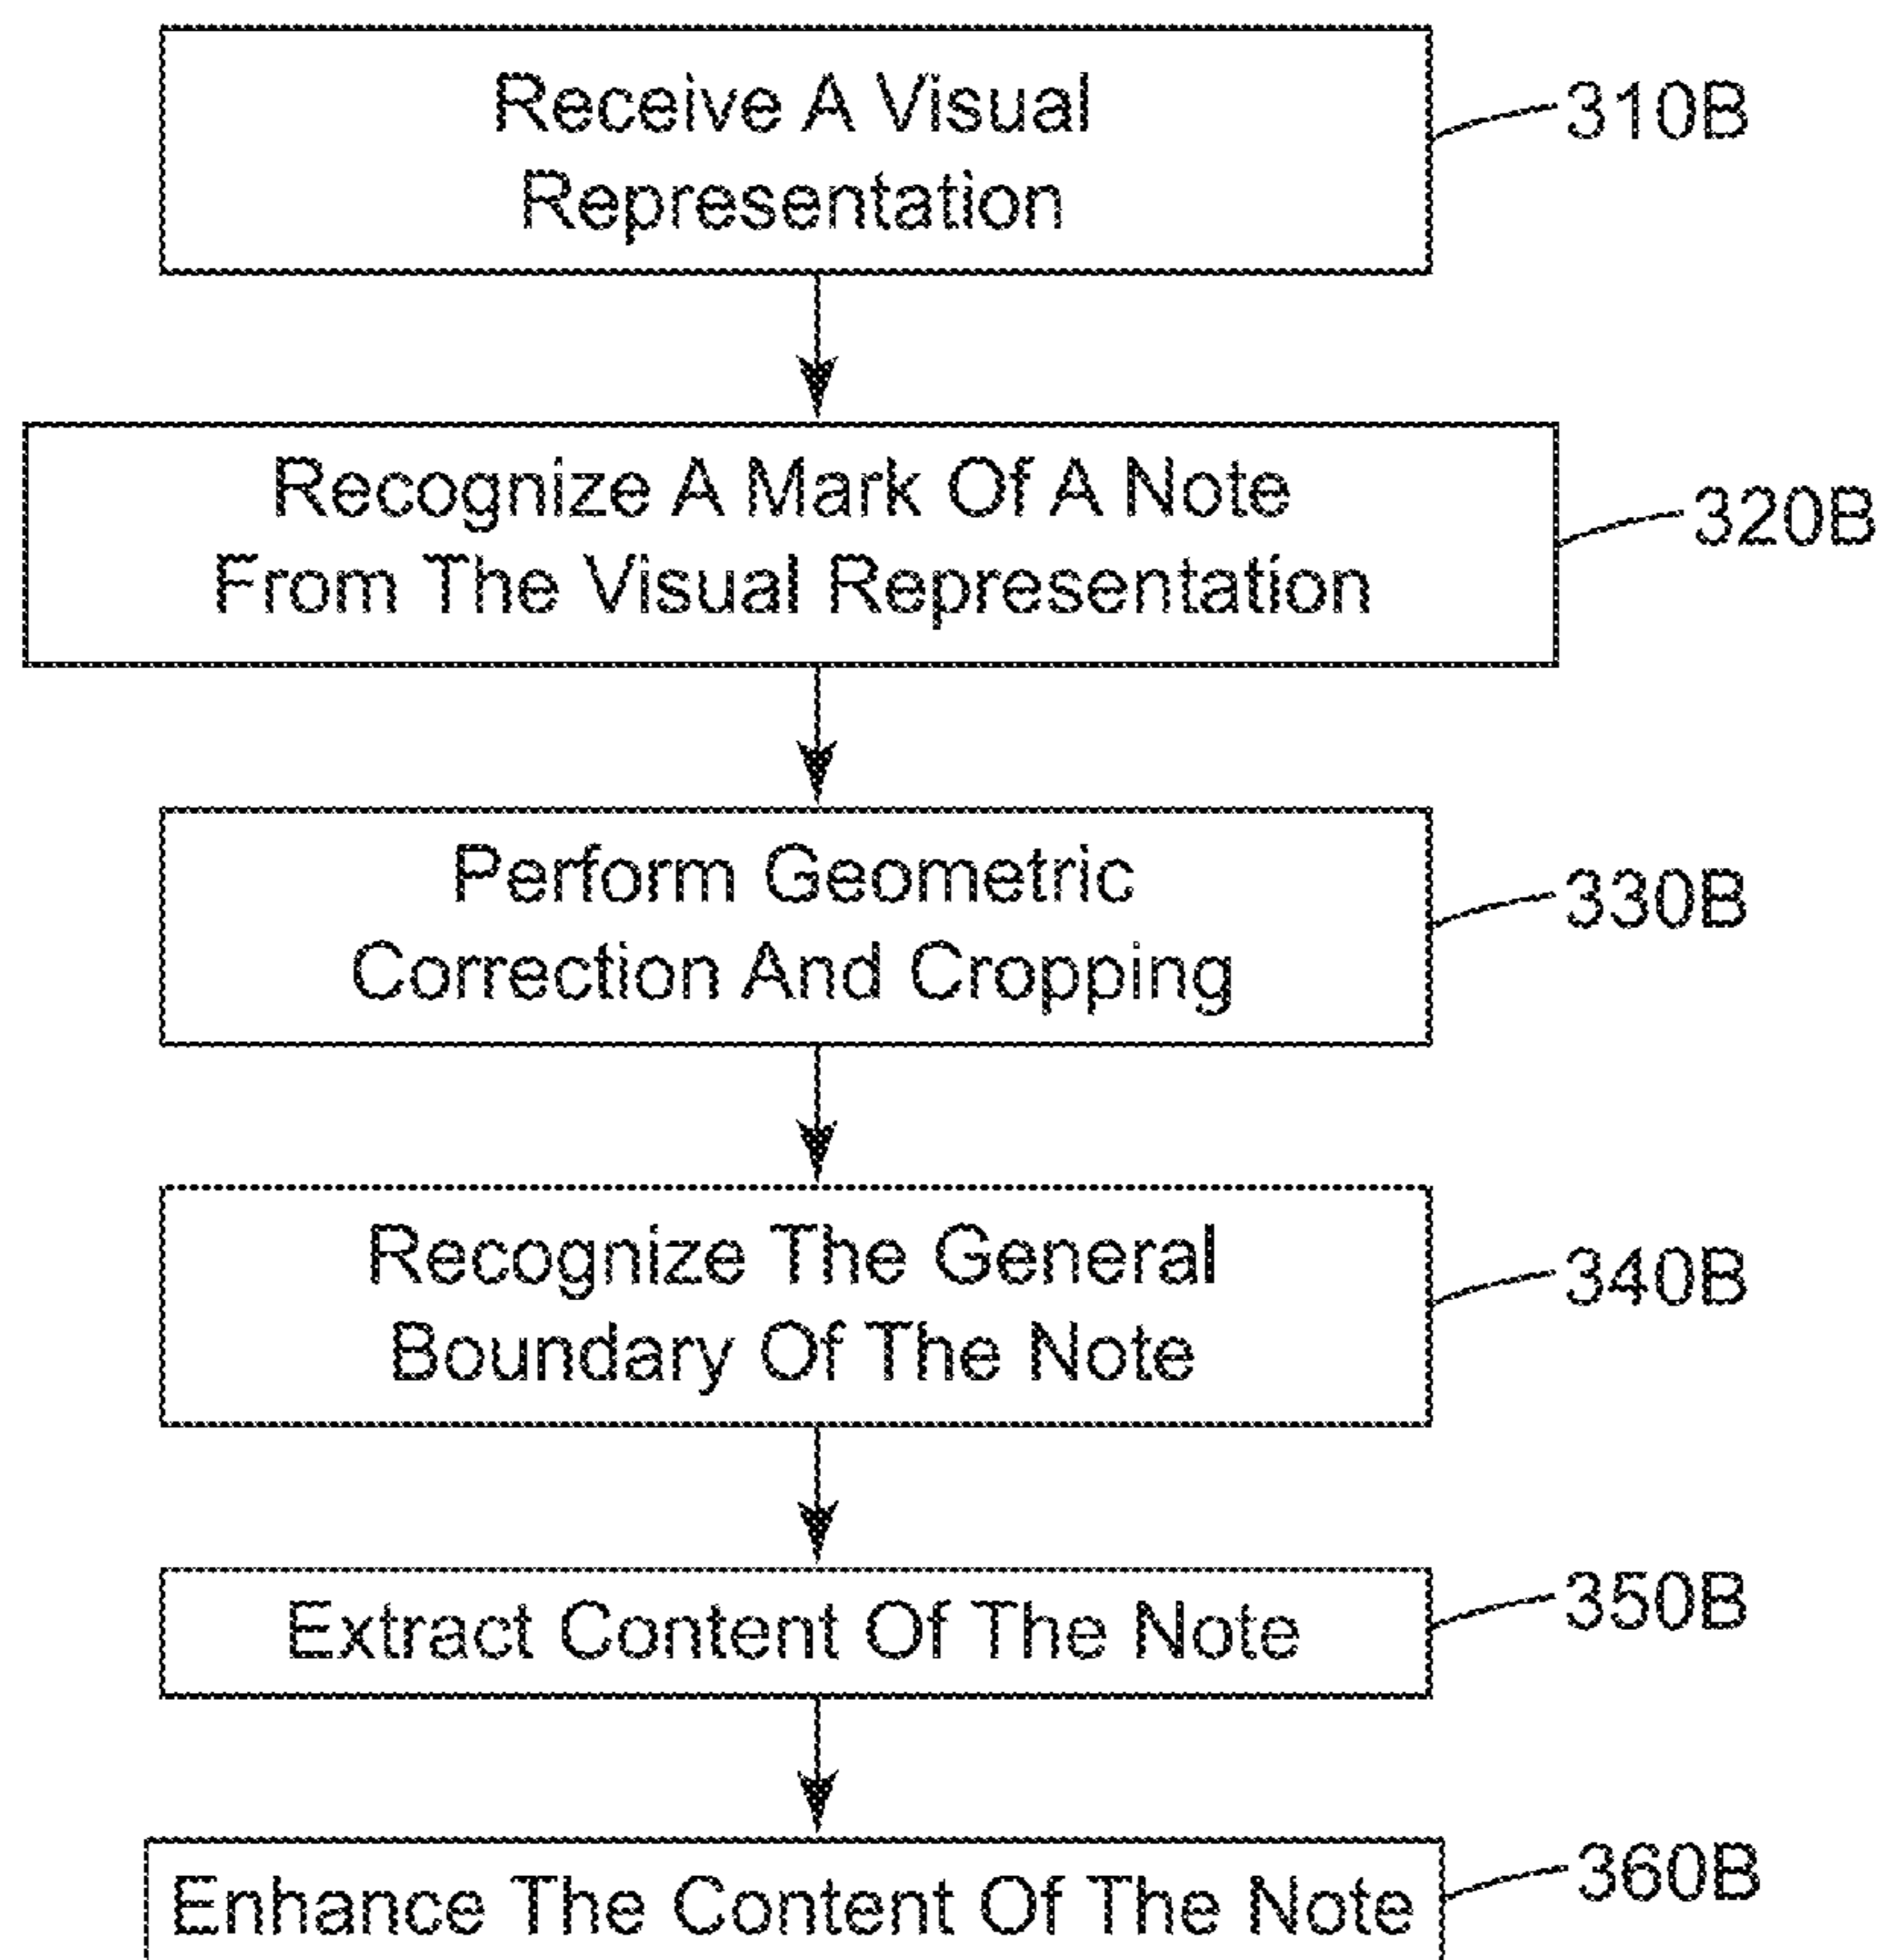 Receive A Visual
Representation
310B
Recognize A Mark Of A Note
From The Visual Representation
320B
Perform Geometric
Correction And Cropping
330B
Recognize The General
Boundary Of The Note
340B
Extract Content Of The Note
350B
Enhance The Content Of The Note
360B